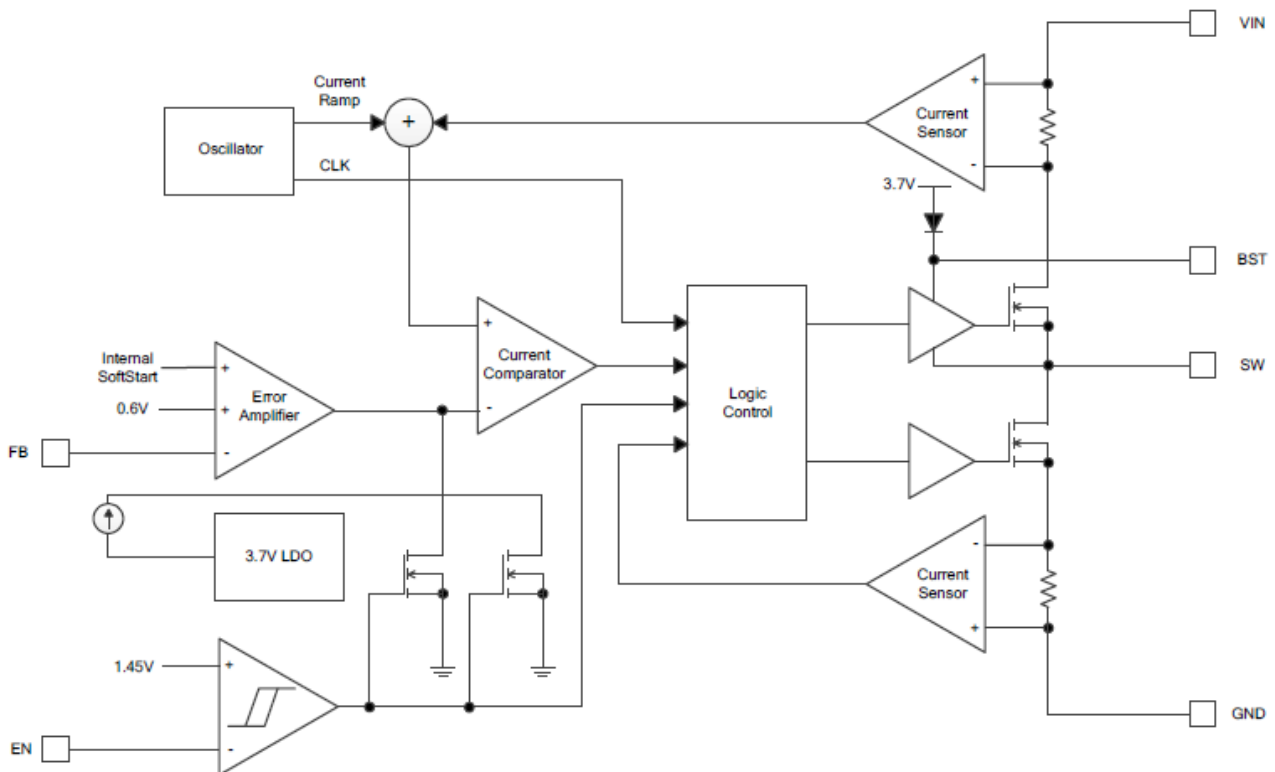 VIN
Current
Ramp
+
+
Current
Sensor
-
Oscillator
CLK
3.7V
BST
+
Current
Comparator
-
Logic
Control
SW
Internal
SoftStart
+
0.6V
+
Error
Amplifier
-
FB
3.7V LDO
-
Current
Sensor
+
1.45V
+
-
EN
GND